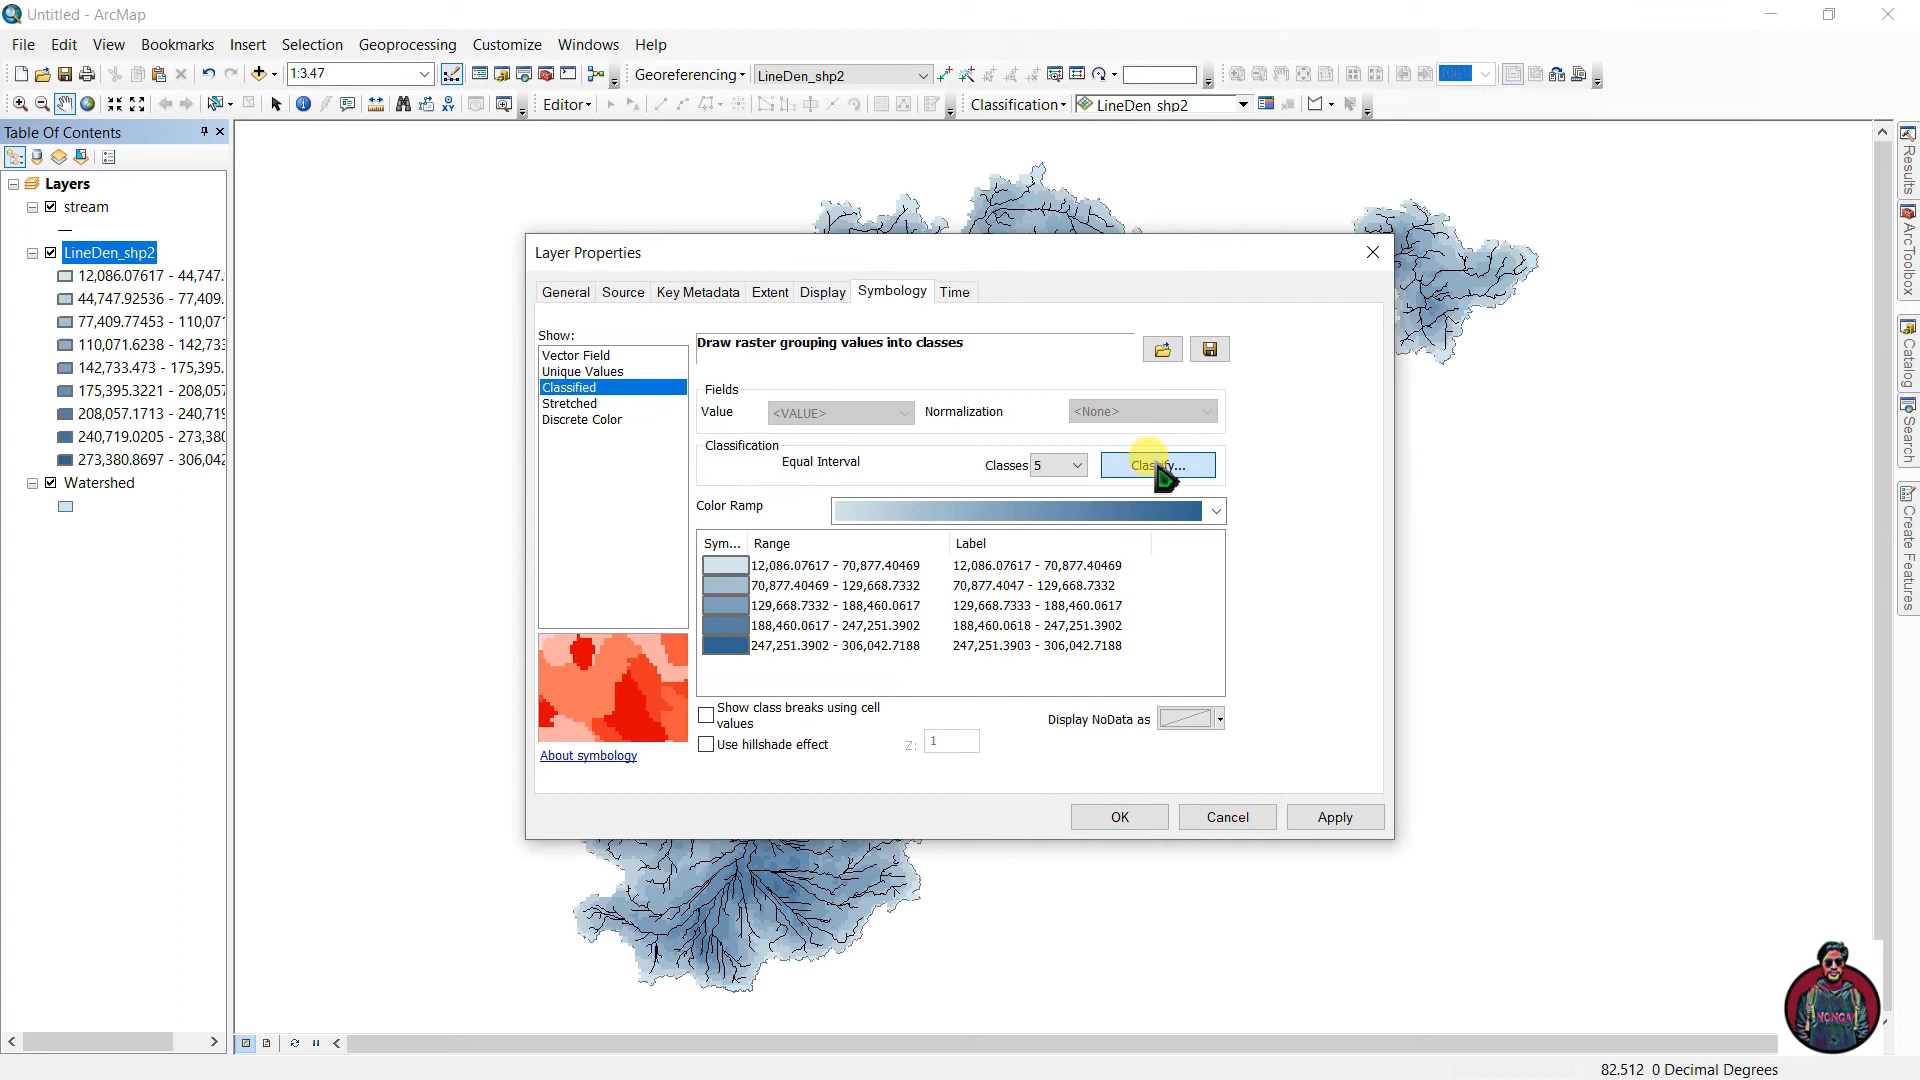 Untitled - ArcMap
File Edit View Bookmarks Insert Selection Geoprocessing Customize Windows Help
1:3.47 Georeferencing LineDen_shp2 100%
Editor Classification LineDen_shp2
Table Of Contents
Layers
stream
LineDen_shp2
12,086.07617 - 44,747.
44,747.92536 - 77,409.
77,409.77453 - 110,071
110,071.6238 - 142,733
142,733.473 - 175,395.
175,395.3221 - 208,057
208,057.1713 - 240,719
240,719.0205 - 273,380
273,380.8697 - 306,042
Watershed
Layer Properties
General Source Key Metadata Extent Display Symbology Time
Show:
Vector Field
Unique Values
Classified
Stretched
Discrete Color
About symbology
Draw raster grouping values into classes
Fields
Value <VALUE> Normalization <None>
Classification
Equal Interval Classes 5 Classify...
Color Ramp
Sym... Range Label
12,086.07617 - 70,877.40469 12,086.07617 - 70,877.40469
70,877.40469 - 129,668.7332 70,877.4047 - 129,668.7332
129,668.7332 - 188,460.0617 129,668.7333 - 188,460.0617
188,460.0617 - 247,251.3902 188,460.0618 - 247,251.3902
247,251.3902 - 306,042.7188 247,251.3903 - 306,042.7188
Show class breaks using cell
values
Display NoData as
Use hillshade effect Z: 1
OK Cancel Apply
Results
ArcToolbox
Catalog
Search
Create Features
NONGAI
82.512 0 Decimal Degrees